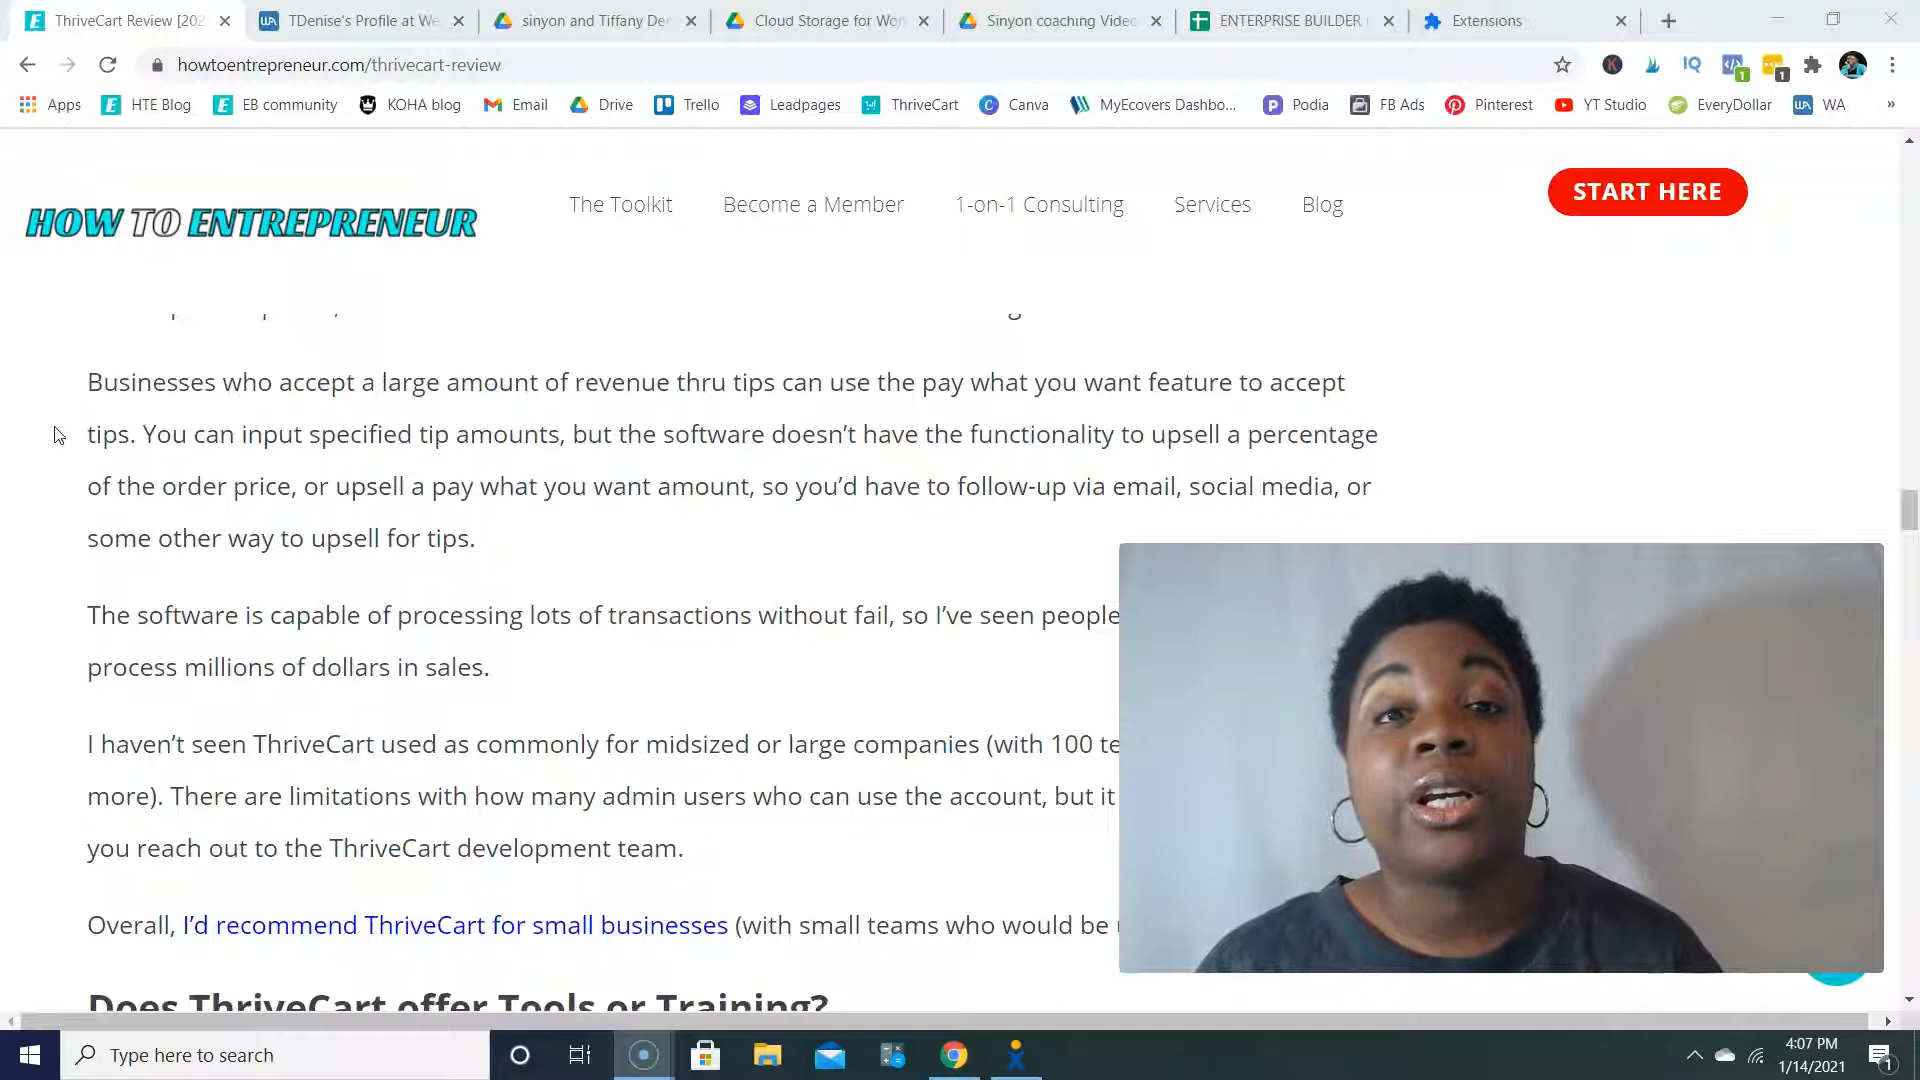 ThriveCart Review [202
TDenise's Profile at We
sinyon and Tiffany Der
Cloud Storage for Wor
Sinyon coaching Video
ENTERPRISE BUILDER
Extensions
howtoentrepreneur.com/thrivecart-review
1
1
Apps
HTE Blog
EB community
KOHA blog
Email
Drive
Trello
Leadpages
ThriveCart
Canva
MyEcovers Dashbo...
Podia
FB Ads
Pinterest
YT Studio
EveryDollar
WA
»
HOW TO ENTREPRENEUR
The Toolkit
Become a Member
1-on-1 Consulting
Services
Blog
START HERE
Businesses who accept a large amount of revenue thru tips can use the pay what you want feature to accept
tips. You can input specified tip amounts, but the software doesn't have the functionality to upsell a percentage
of the order price, or upsell a pay what you want amount, so you'd have to follow-up via email, social media, or
some other way to upsell for tips.
The software is capable of processing lots of transactions without fail, so I've seen people
process millions of dollars in sales.
I haven't seen ThriveCart used as commonly for midsized or large companies (with 100 te
more). There are limitations with how many admin users who can use the account, but it
you reach out to the ThriveCart development team.
Overall, I'd recommend ThriveCart for small businesses (with small teams who would be
Does ThriveCart offer Tools or Training?
Type here to search
4:07 PM
1/14/2021
1